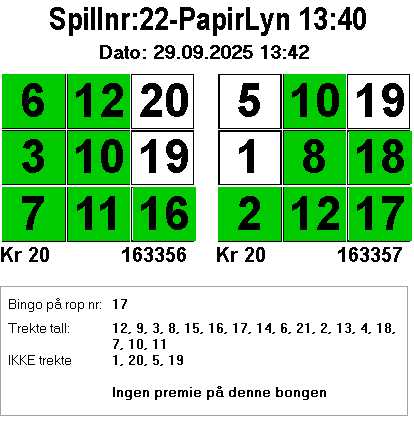 Spillnr:22-PapirLyn 13:40
Dato: 29.09.2025 13:42
6 12 20 5 10 19
3 10 19 1 8 18
7 11 16 2 12 17
Kr 20 163356 Kr 20 163357
Bingo på rop nr: 17
Trekte tall: 12, 9, 3, 8, 15, 16, 17, 14, 6, 21, 2, 13, 4, 18,
7, 10, 11
IKKE trekte 1, 20, 5, 19
Ingen premie på denne bongen